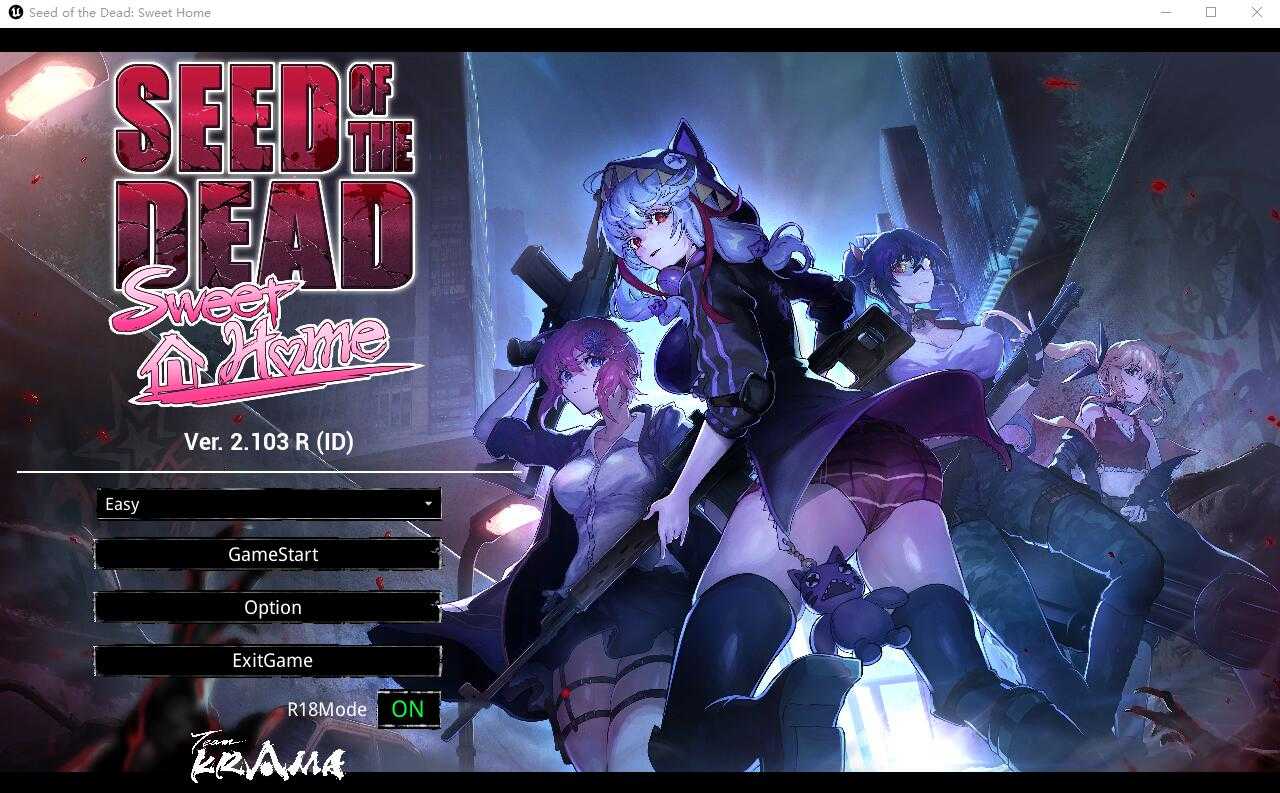 Seed of the Dead: Sweet Home
SEED OF THE
DEAD
Sweet
Home
Ver. 2.103 R (ID)
Easy
GameStart
Option
ExitGame
R18Mode ON
Team
KRAMA